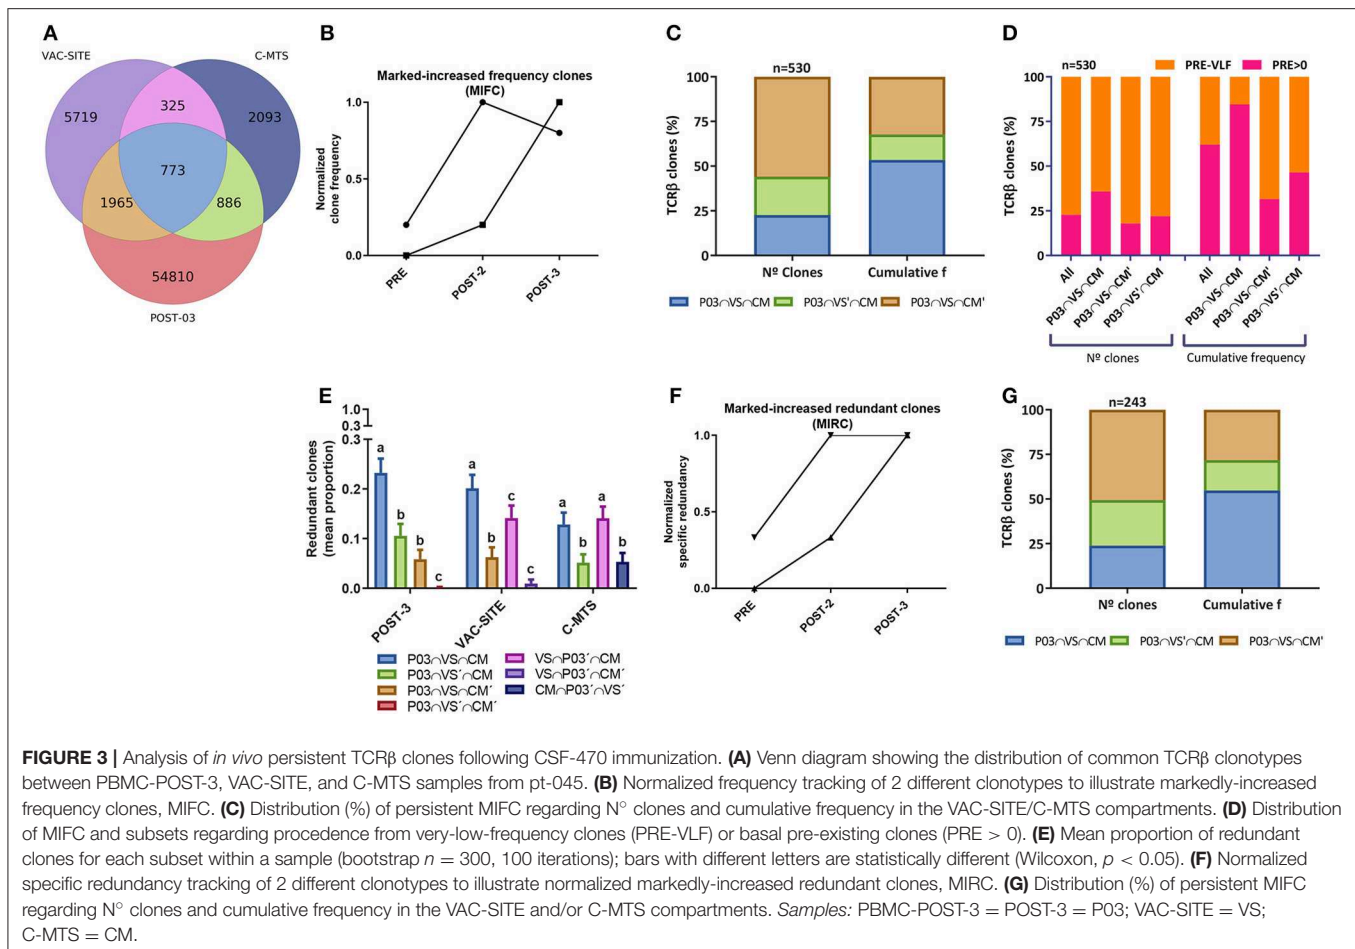 A
VAC-SITE
C-MTS
5719
325
2093
773
1965
886
54810
POST-03
B
Marked-increased frequency clones
(MIFC)
Normalized
clone frequency
1.0
0.5
0.0
PRE
POST-2
POST-3
C
n=530
TCRβ clones (%)
100
75
50
25
0
Nº Clones
Cumulative f
P03∩VS∩CM
P03∩VS'∩CM
P03∩VS∩CM'
D
n=530
PRE-VLF
PRE>0
TCRβ clones (%)
100
75
50
25
0
All
P03∩VS∩CM
P03∩VS∩CM'
P03∩VS'∩CM
All
P03∩VS∩CM
P03∩VS∩CM'
P03∩VS'∩CM
Nº clones
Cumulative frequency
E
Redundant clones
(mean proportion)
1.0
0.3
0.3
0.2
0.1
0.0
a
b
b
c
a
b
c
c
a
b
a
b
POST-3
VAC-SITE
C-MTS
P03∩VS∩CM
P03∩VS´∩CM
P03∩VS∩CM´
P03∩VS´∩CM´
VS∩P03´∩CM
VS∩P03´∩CM´
CM∩P03´∩VS´
F
Marked-increased redundant clones
(MIRC)
Normalized
specific redundancy
1.0
0.5
0.0
PRE
POST-2
POST-3
G
n=243
TCRβ clones (%)
100
75
50
25
0
Nº clones
Cumulative f
P03∩VS∩CM
P03∩VS'∩CM
P03∩VS∩CM'
FIGURE 3 | Analysis of in vivo persistent TCRβ clones following CSF-470 immunization. (A) Venn diagram showing the distribution of common TCRβ clonotypes
between PBMC-POST-3, VAC-SITE, and C-MTS samples from pt-045. (B) Normalized frequency tracking of 2 different clonotypes to illustrate markedly-increased
frequency clones, MIFC. (C) Distribution (%) of persistent MIFC regarding N° clones and cumulative frequency in the VAC-SITE/C-MTS compartments. (D) Distribution
of MIFC and subsets regarding procedence from very-low-frequency clones (PRE-VLF) or basal pre-existing clones (PRE > 0). (E) Mean proportion of redundant
clones for each subset within a sample (bootstrap n = 300, 100 iterations); bars with different letters are statistically different (Wilcoxon, p < 0.05). (F) Normalized
specific redundancy tracking of 2 different clonotypes to illustrate normalized markedly-increased redundant clones, MIRC. (G) Distribution (%) of persistent MIFC
regarding N° clones and cumulative frequency in the VAC-SITE and/or C-MTS compartments. Samples: PBMC-POST-3 = POST-3 = P03; VAC-SITE = VS;
C-MTS = CM.